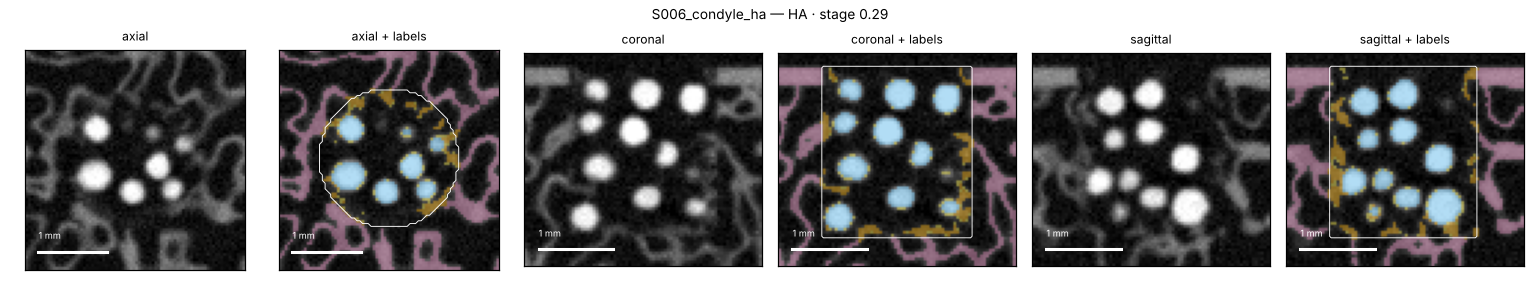 S006_condyle_ha — HA · stage 0.29
axial
axial + labels
coronal
coronal + labels
sagittal
sagittal + labels
1 mm
1 mm
1 mm
1 mm
1 mm
1 mm